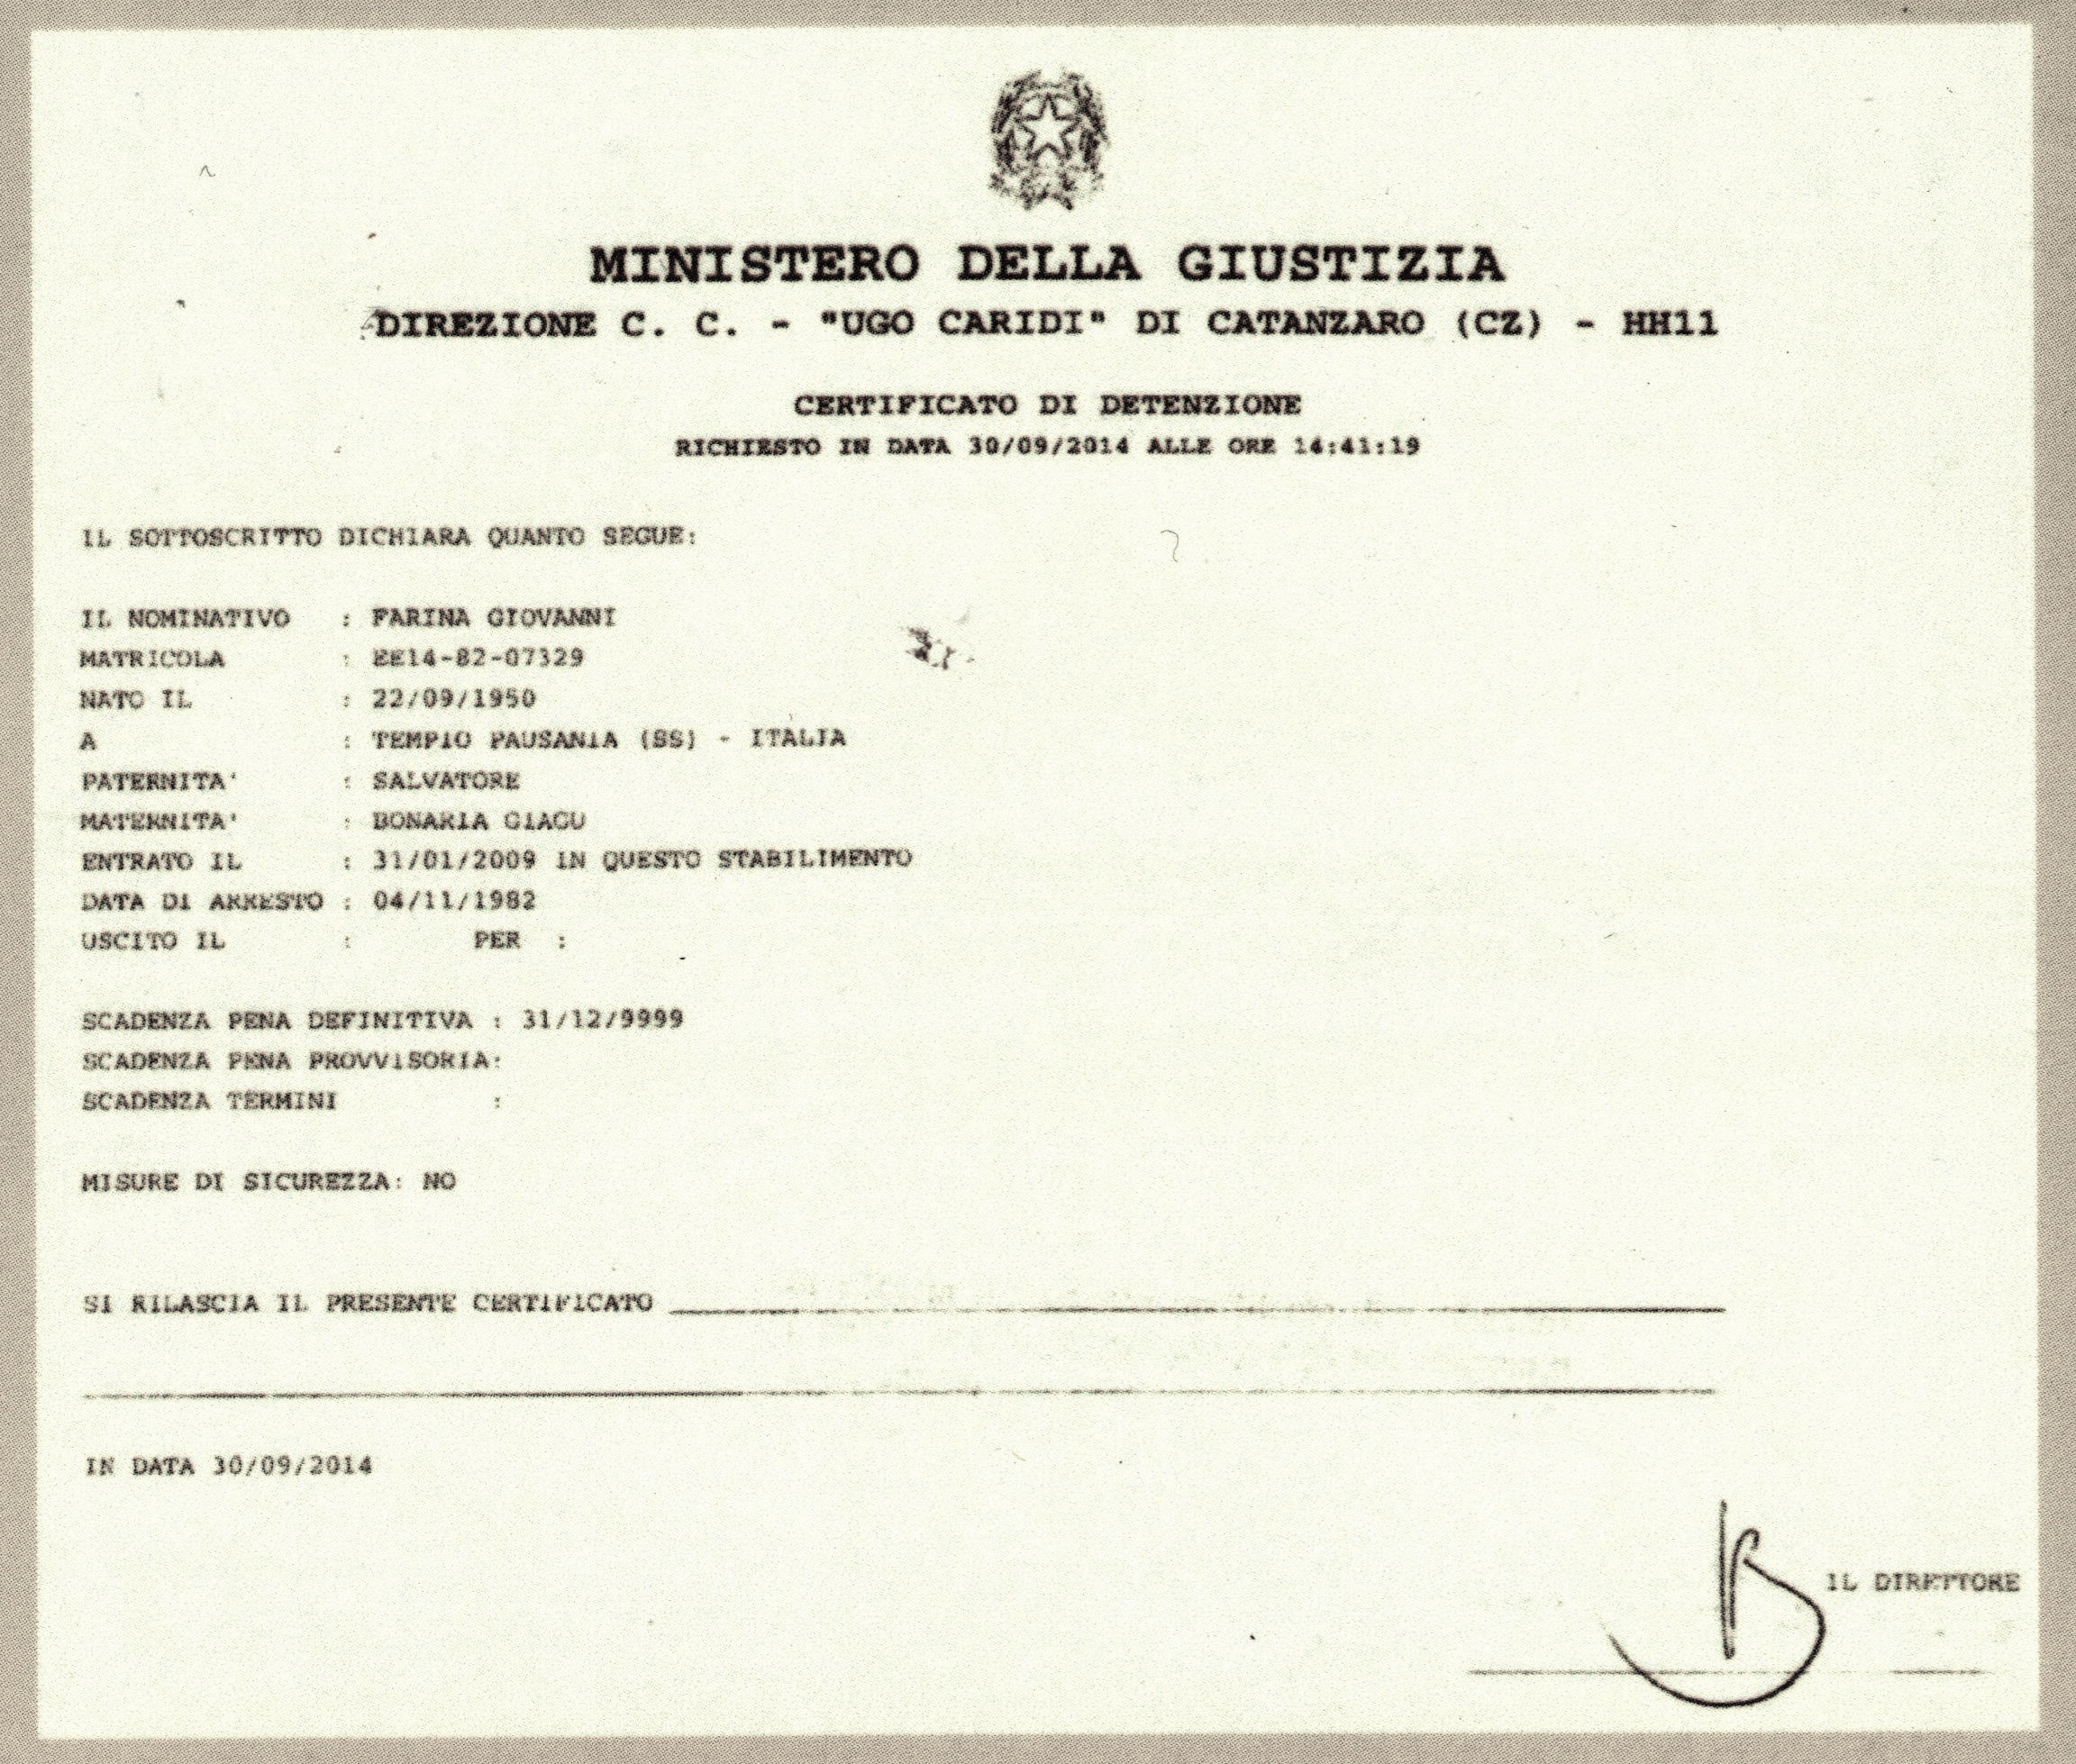 MINISTERO DELLA GIUSTIZIA
DIREZIONE C. C. - "UGO CARIDI" DI CATANZARO (CZ) - HH11
CERTIFICATO DI DETENZIONE
RICHIESTO IN DATA 30/09/2014 ALLE ORE 14:41:19
IL SOTTOSCRITTO DICHIARA QUANTO SEGUE:
IL NOMINATIVO : FARINA GIOVANNI
MATRICOLA : EE14-82-07329
NATO IL : 22/09/1950
A : TEMPIO PAUSANIA (SS) - ITALIA
PATERNITA' : SALVATORE
MATERNITA' : BONARIA GIAGU
ENTRATO IL : 31/01/2009 IN QUESTO STABILIMENTO
DATA DI ARRESTO : 04/11/1982
USCITO IL : PER :
SCADENZA PENA DEFINITIVA : 31/12/9999
SCADENZA PENA PROVVISORIA:
SCADENZA TERMINI :
MISURE DI SICUREZZA: NO
SI RILASCIA IL PRESENTE CERTIFICATO
IN DATA 30/09/2014
IL DIRETTORE